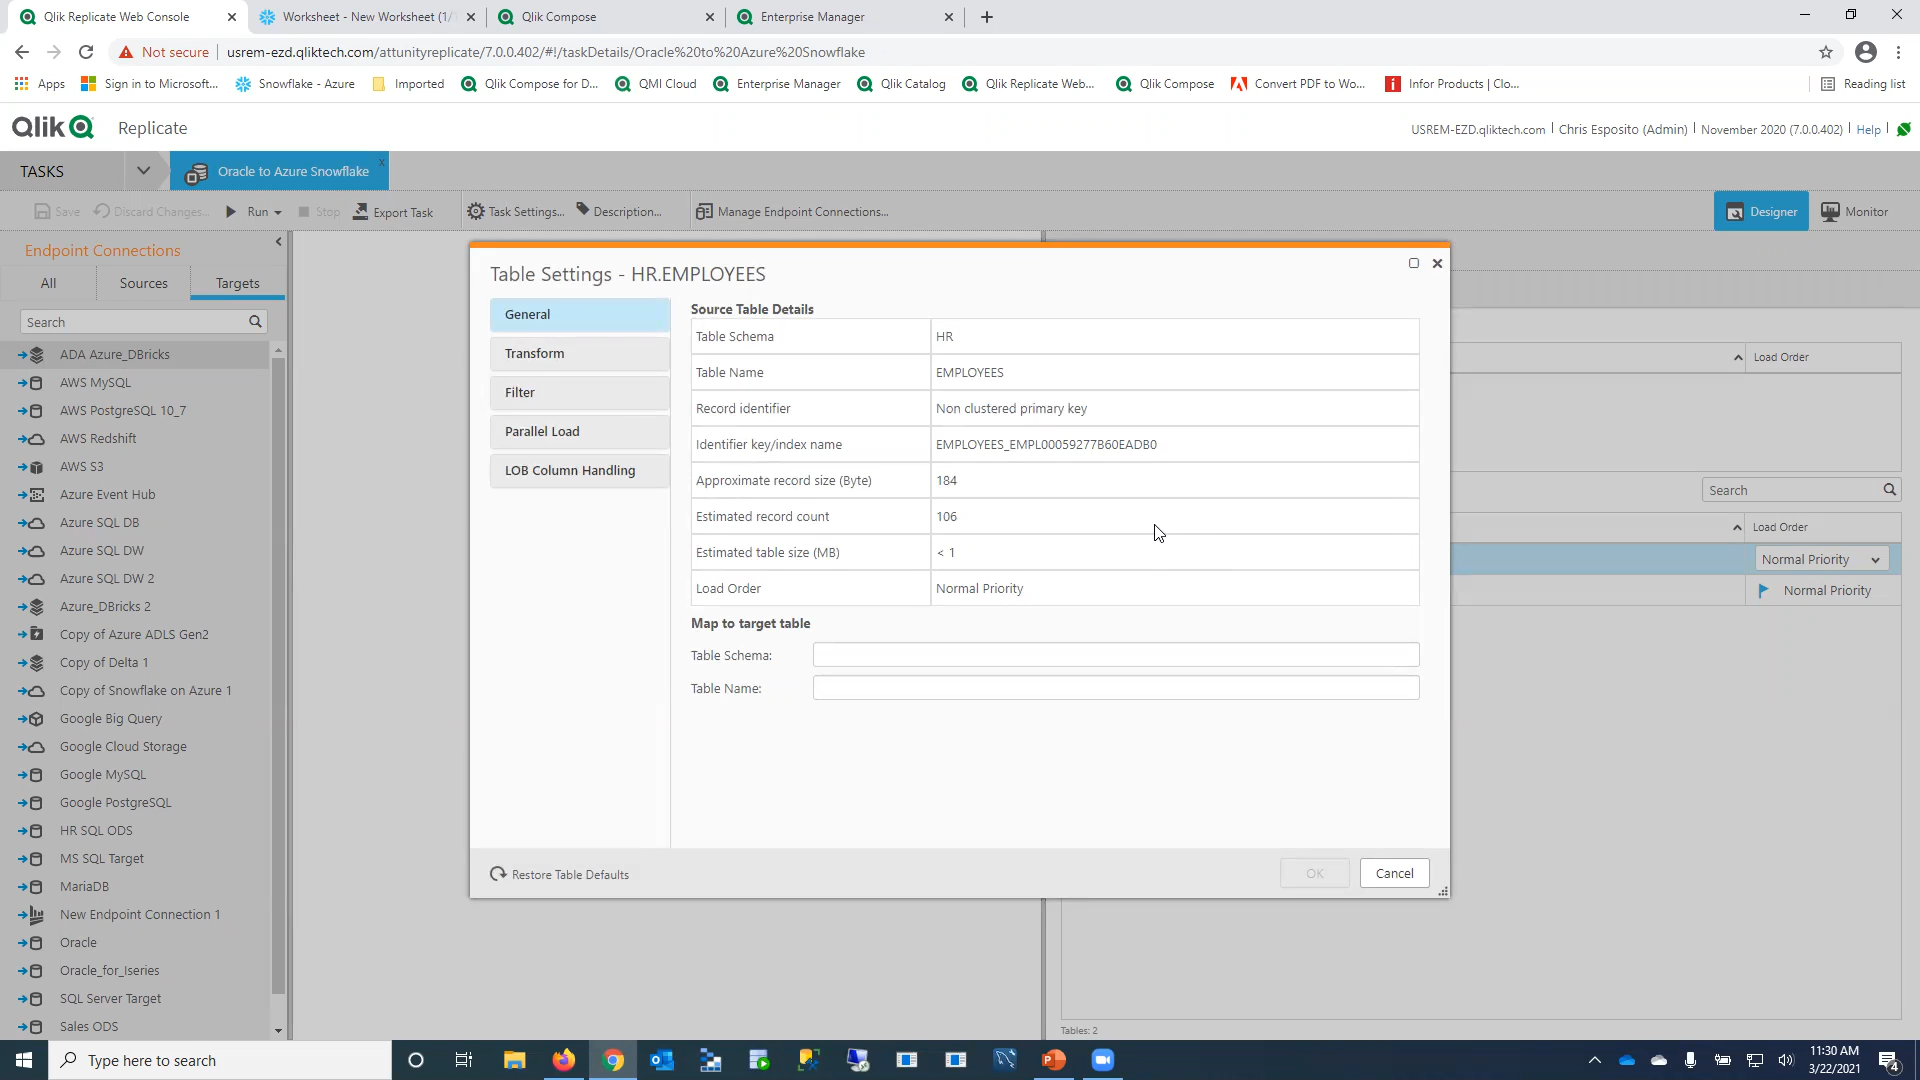 Qlik Replicate Web Console
Worksheet - New Worksheet (1/
Qlik Compose
Enterprise Manager
Not secure
usrem-ezd.qliktech.com/attunityreplicate/7.0.0.402/#!/taskDetails/Oracle%20to%20Azure%20Snowflake
Apps
Sign in to Microsoft...
Snowflake - Azure
Imported
Qlik Compose for D...
QMI Cloud
Enterprise Manager
Qlik Catalog
Qlik Replicate Web...
Qlik Compose
Convert PDF to Wo...
Infor Products | Clo...
Reading list
Qlik
Replicate
USREM-EZD.qliktech.com
Chris Esposito (Admin)
November 2020 (7.0.0.402)
Help
TASKS
Oracle to Azure Snowflake
Save
Discard Changes...
Run
Stop
Export Task
Task Settings...
Description...
Manage Endpoint Connections...
Designer
Monitor
Endpoint Connections
All
Sources
Targets
Search
ADA Azure_DBricks
AWS MySQL
AWS PostgreSQL 10_7
AWS Redshift
AWS S3
Azure Event Hub
Azure SQL DB
Azure SQL DW
Azure SQL DW 2
Azure_DBricks 2
Copy of Azure ADLS Gen2
Copy of Delta 1
Copy of Snowflake on Azure 1
Google Big Query
Google Cloud Storage
Google MySQL
Google PostgreSQL
HR SQL ODS
MS SQL Target
MariaDB
New Endpoint Connection 1
Oracle
Oracle_for_Iseries
SQL Server Target
Sales ODS
Table Settings - HR.EMPLOYEES
General
Transform
Filter
Parallel Load
LOB Column Handling
Source Table Details
Table Schema HR
Table Name EMPLOYEES
Record identifier Non clustered primary key
Identifier key/index name EMPLOYEES_EMPL00059277B60EADB0
Approximate record size (Byte) 184
Estimated record count 106
Estimated table size (MB) < 1
Load Order Normal Priority
Map to target table
Table Schema:
Table Name:
Restore Table Defaults
OK
Cancel
Load Order
Search
Load Order
Normal Priority
Normal Priority
Tables: 2
Type here to search
11:30 AM
3/22/2021
4